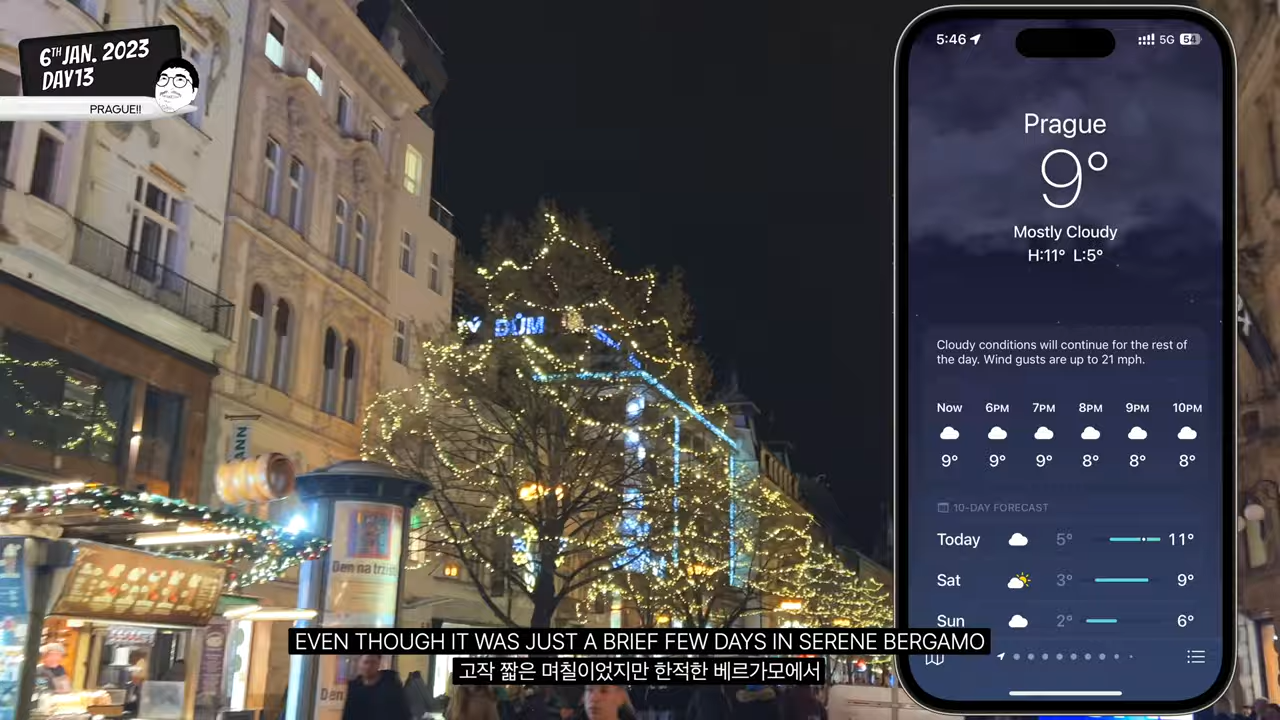 6TH JAN. 2023
DAY13
PRAGUE!!
DŮM
MANN
Den na tržišti
Den
5:46
5G
54
Prague
9°
Mostly Cloudy
H:11° L:5°
Cloudy conditions will continue for the rest of
the day. Wind gusts are up to 21 mph.
Now 6PM 7PM 8PM 9PM 10PM
9° 9° 9° 8° 8° 8°
10-DAY FORECAST
Today 5° 11°
Sat 3° 9°
Sun 2° 6°
EVEN THOUGH IT WAS JUST A BRIEF FEW DAYS IN SERENE BERGAMO
고작 짧은 며칠이었지만 한적한 베르가모에서